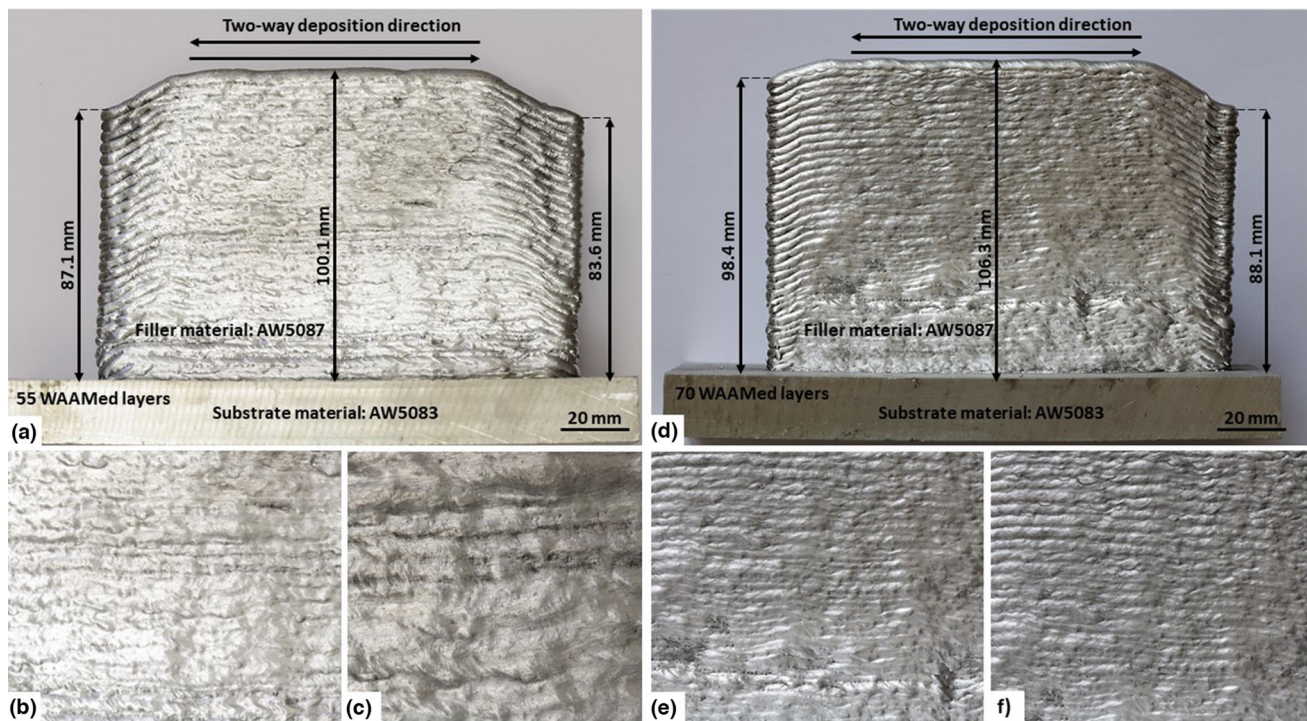 Two-way deposition direction
87.1 mm
100.1 mm
83.6 mm
Filler material: AW5087
55 WAAMed layers
Substrate material: AW5083
20 mm
(a)
Two-way deposition direction
98.4 mm
106.3 mm
88.1 mm
Filler material: AW5087
70 WAAMed layers
Substrate material: AW5083
20 mm
(d)
(b)
(c)
(e)
f)